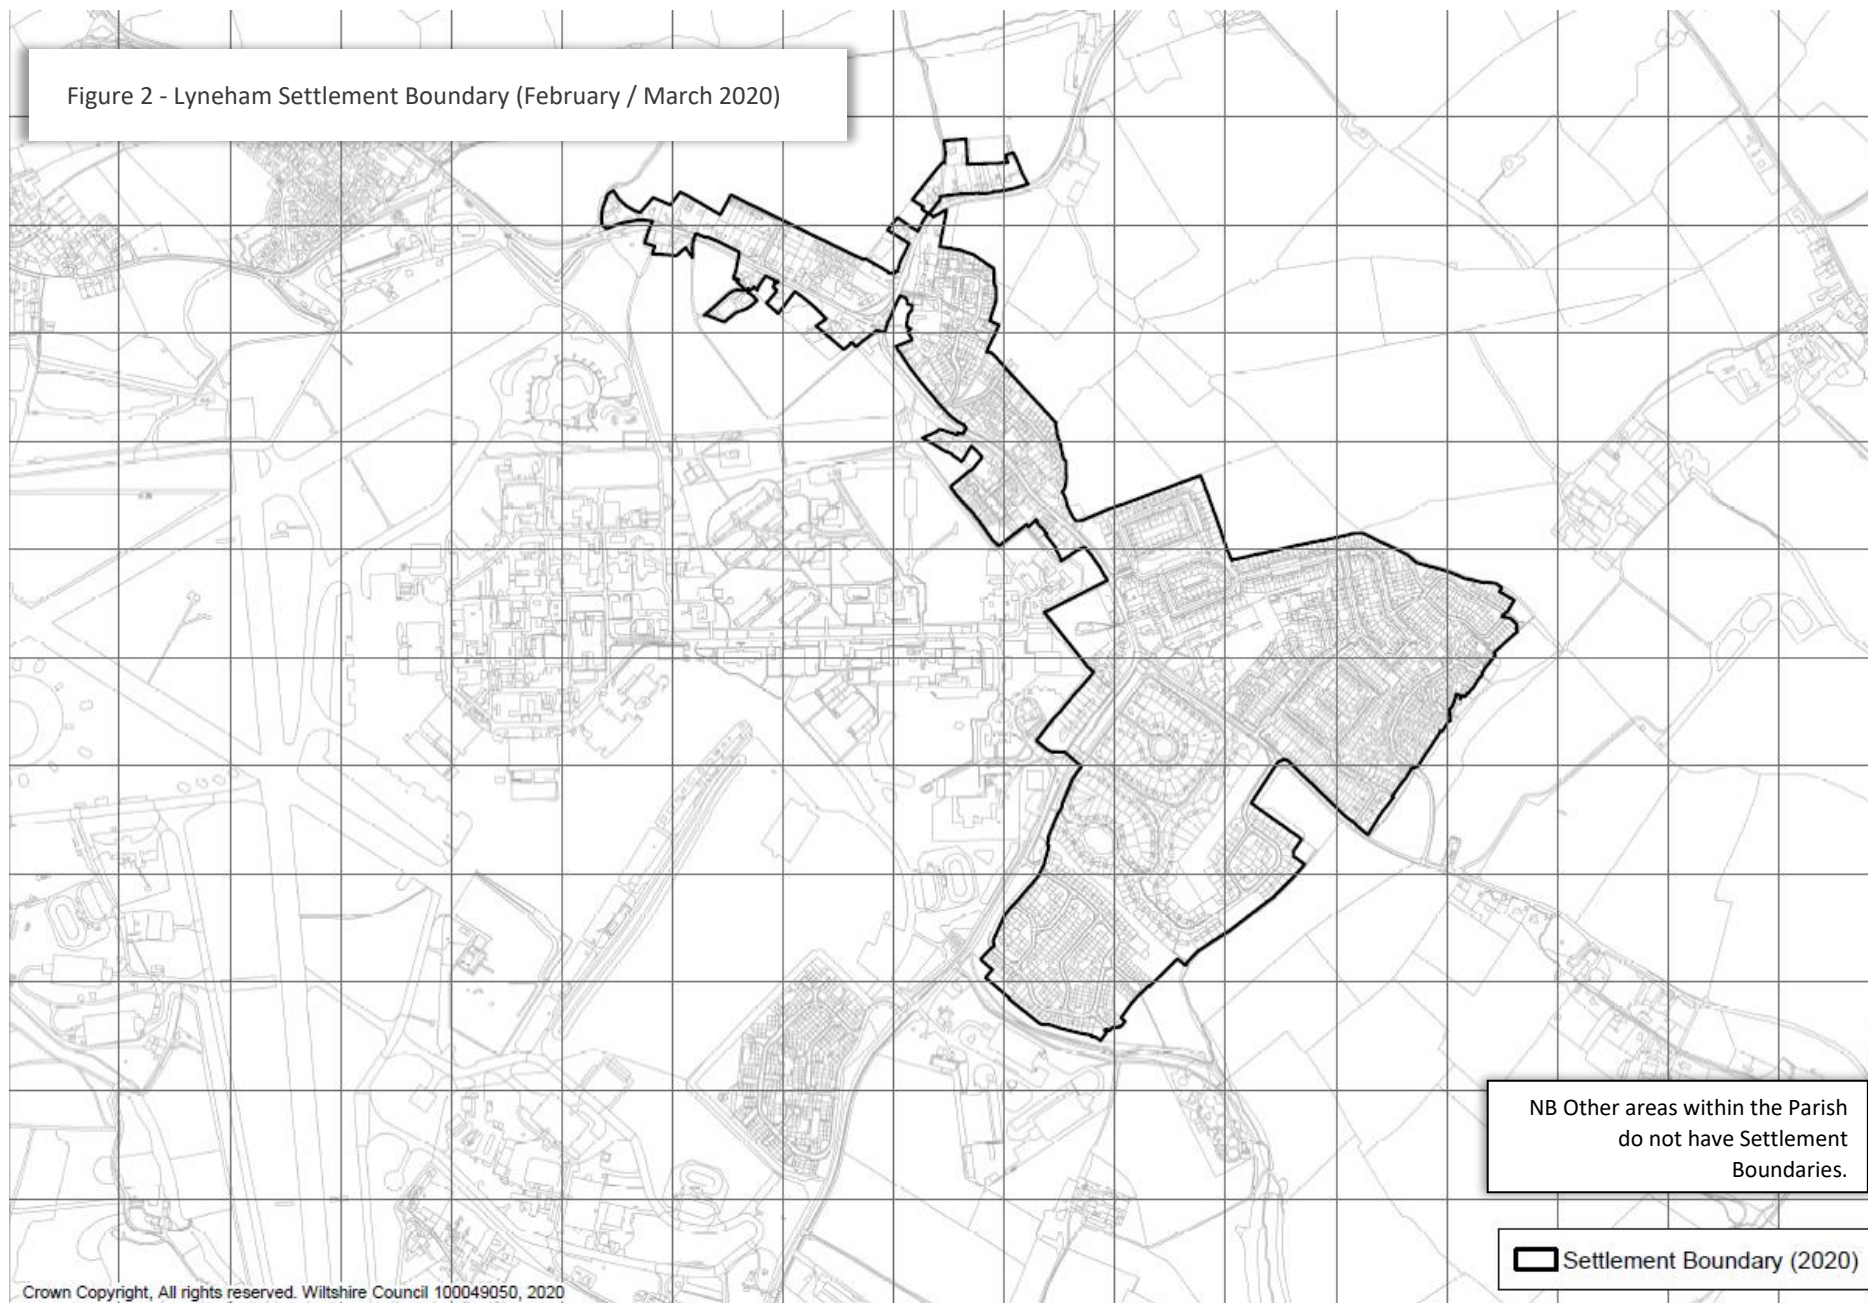 Figure 2 - Lyneham Settlement Boundary (February / March 2020)
NB Other areas within the Parish
do not have Settlement
Boundaries.
Settlement Boundary (2020)
Crown Copyright, All rights reserved. Wiltshire Council 100049050, 2020